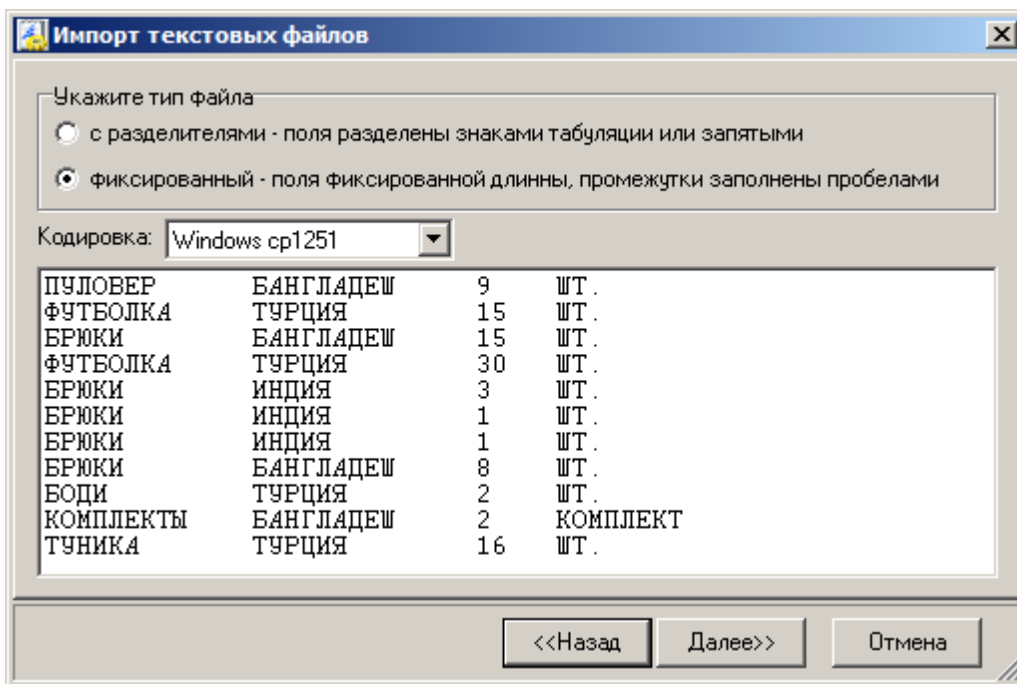 Импорт текстовых файлов
Укажите тип файла
с разделителями - поля разделены знаками табуляции или запятыми
фиксированный - поля фиксированной длинны, промежутки заполнены пробелами
Кодировка: Windows cp1251
ПУЛОВЕР БАНГЛАДЕШ 9 ШТ.
ФУТБОЛКА ТУРЦИЯ 15 ШТ.
БРЮКИ БАНГЛАДЕШ 15 ШТ.
ФУТБОЛКА ТУРЦИЯ 30 ШТ.
БРЮКИ ИНДИЯ 3 ШТ.
БРЮКИ ИНДИЯ 1 ШТ.
БРЮКИ ИНДИЯ 1 ШТ.
БРЮКИ БАНГЛАДЕШ 8 ШТ.
БОДИ ТУРЦИЯ 2 ШТ.
КОМПЛЕКТЫ БАНГЛАДЕШ 2 КОМПЛЕКТ
ТУНИКА ТУРЦИЯ 16 ШТ.
<<Назад Далее>> Отмена